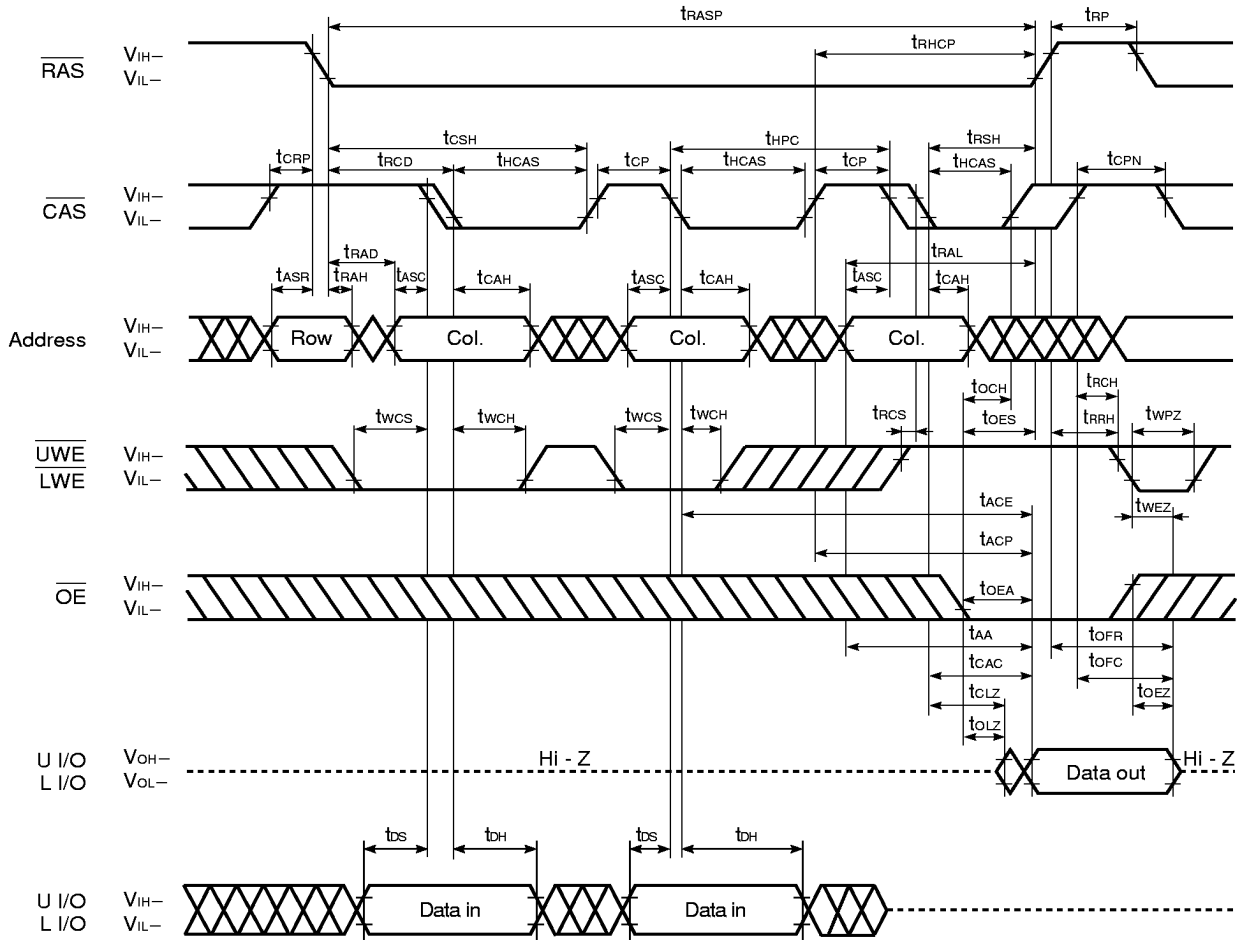 tRASP
tRP
tRHCP
RAS
VIH–
VIL–
tCSH
tHPC
tRSH
tCRP
tRCD
tHCAS
tCP
tHCAS
tCP
tHCAS
tCPN
CAS
VIH–
VIL–
tRAD
tRAL
tASR
tRAH
tASC
tCAH
tASC
tCAH
tASC
tCAH
Address
VIH–
VIL–
Row
Col.
Col.
Col.
tOCH
tRCH
tWCS
tWCH
tWCS
tWCH
tRCS
tOES
tRRH
tWPZ
UWE
LWE
VIH–
VIL–
tACE
tWEZ
tACP
OE
VIH–
VIL–
tOEA
tAA
tOFR
tCAC
tOFC
tCLZ
tOEZ
tOLZ
U I/O
L I/O
VOH–
VOL–
Hi - Z
Data out
Hi - Z
tDS
tDH
tDS
tDH
U I/O
L I/O
VIH–
VIL–
Data in
Data in